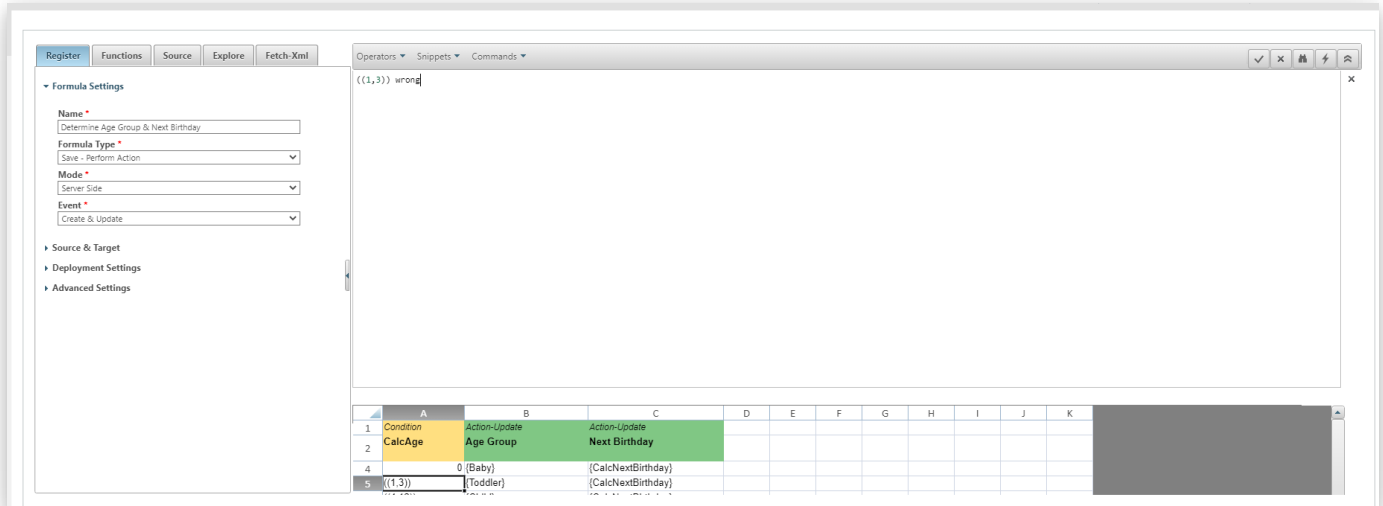 Register Functions Source Explore Fetch-Xml
Operators Snippets Commands
Formula Settings
((1,3)) wrong
Name *
Determine Age Group & Next Birthday
Formula Type *
Save - Perform Action
Mode *
Server Side
Event *
Create & Update
Source & Target
Deployment Settings
Advanced Settings
A B C D E F G H I J K
1 Condition Action-Update Action-Update
2 CalcAge Age Group Next Birthday
4 0 {Baby} {CalcNextBirthday}
5 ((1,3)) {Toddler} {CalcNextBirthday}